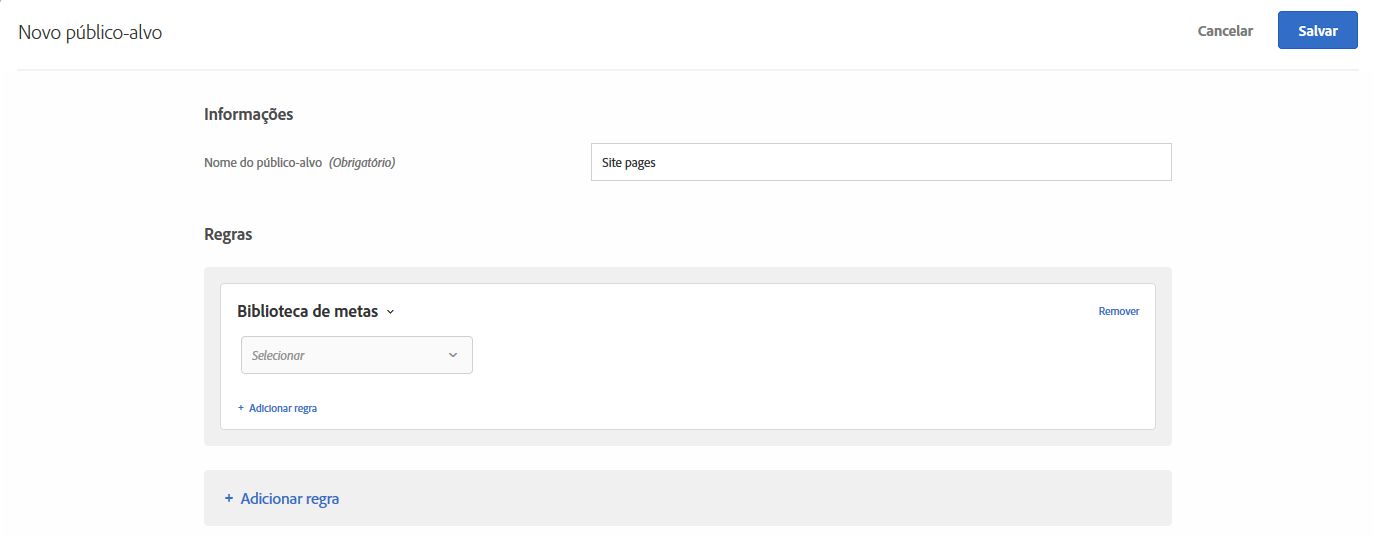 Novo público-alvo
Cancelar
Salvar
Informações
Nome do público-alvo (Obrigatório)
Site pages
Regras
Biblioteca de metas
Remover
Selecionar
+ Adicionar regra
+ Adicionar regra